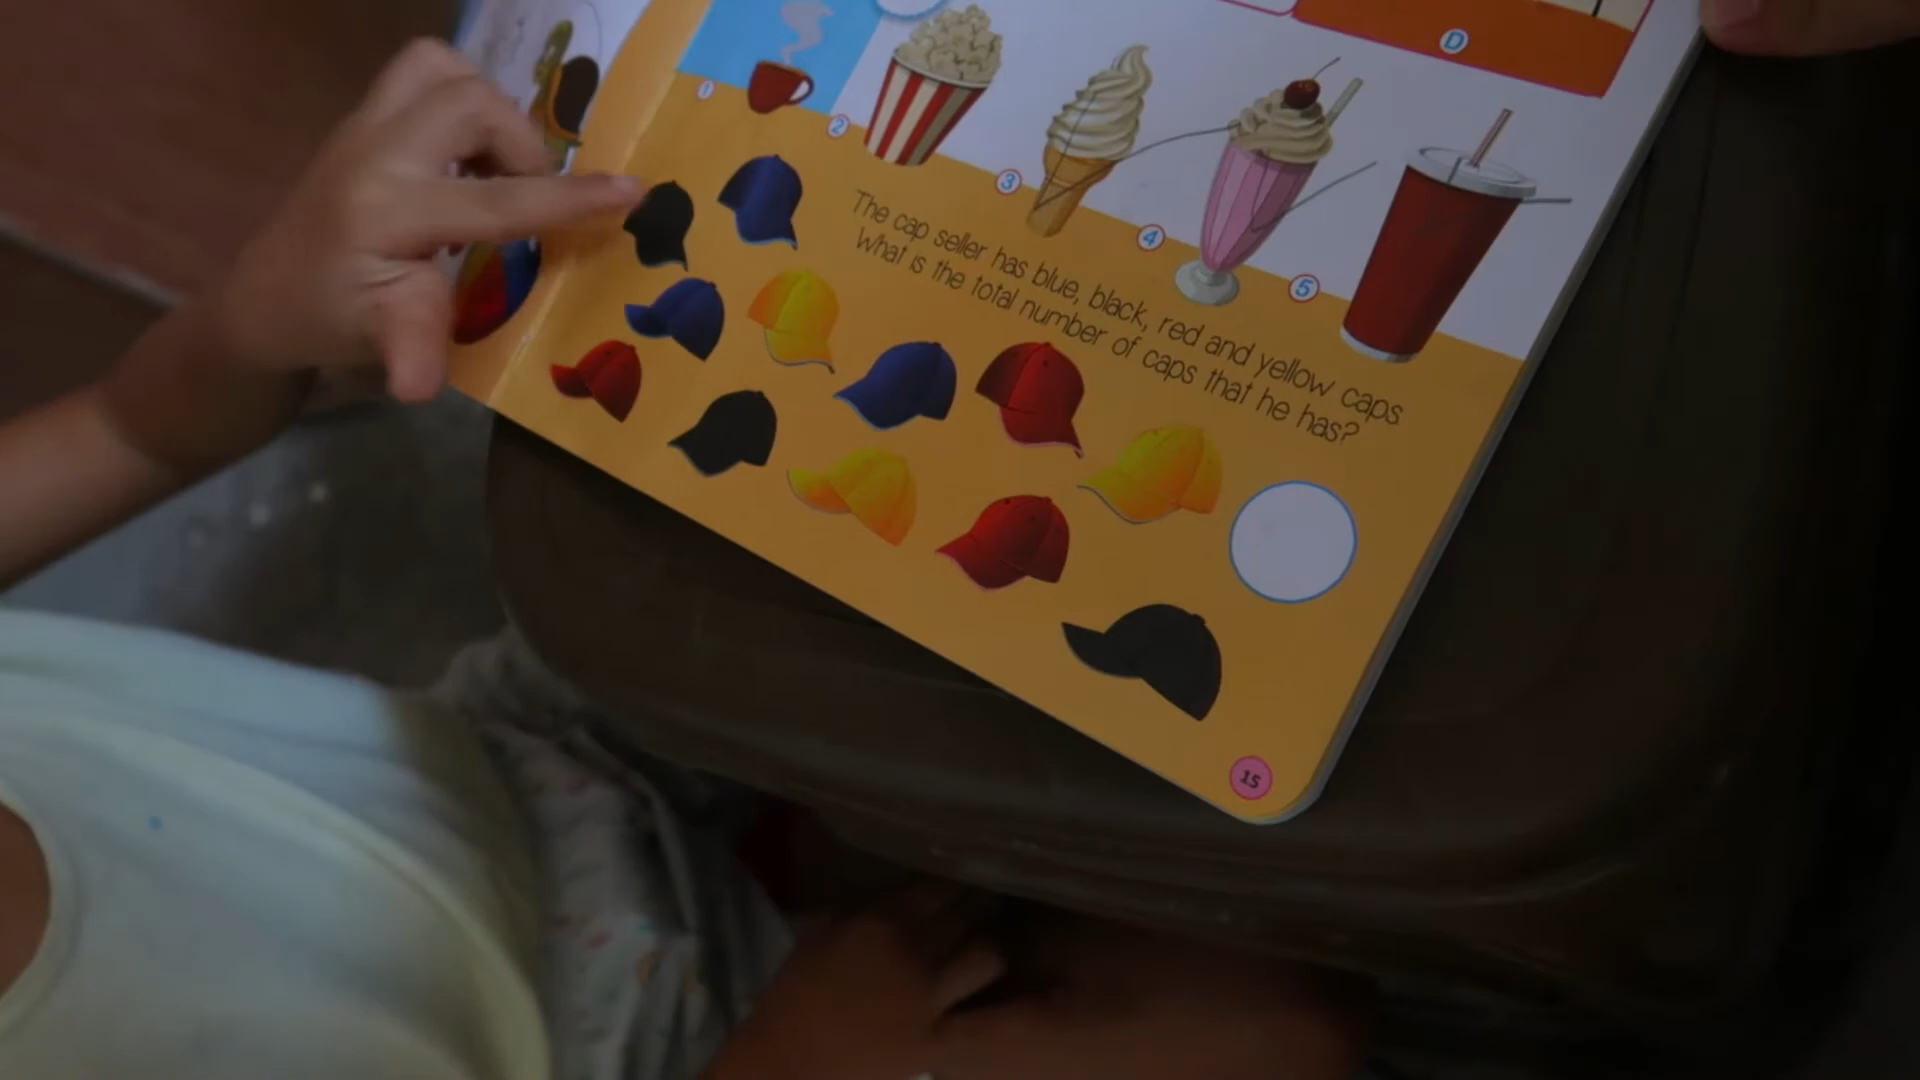 D
1
2
3
4
5
The cap seller has blue, black, red and yellow caps.
What is the total number of caps that he has?
15